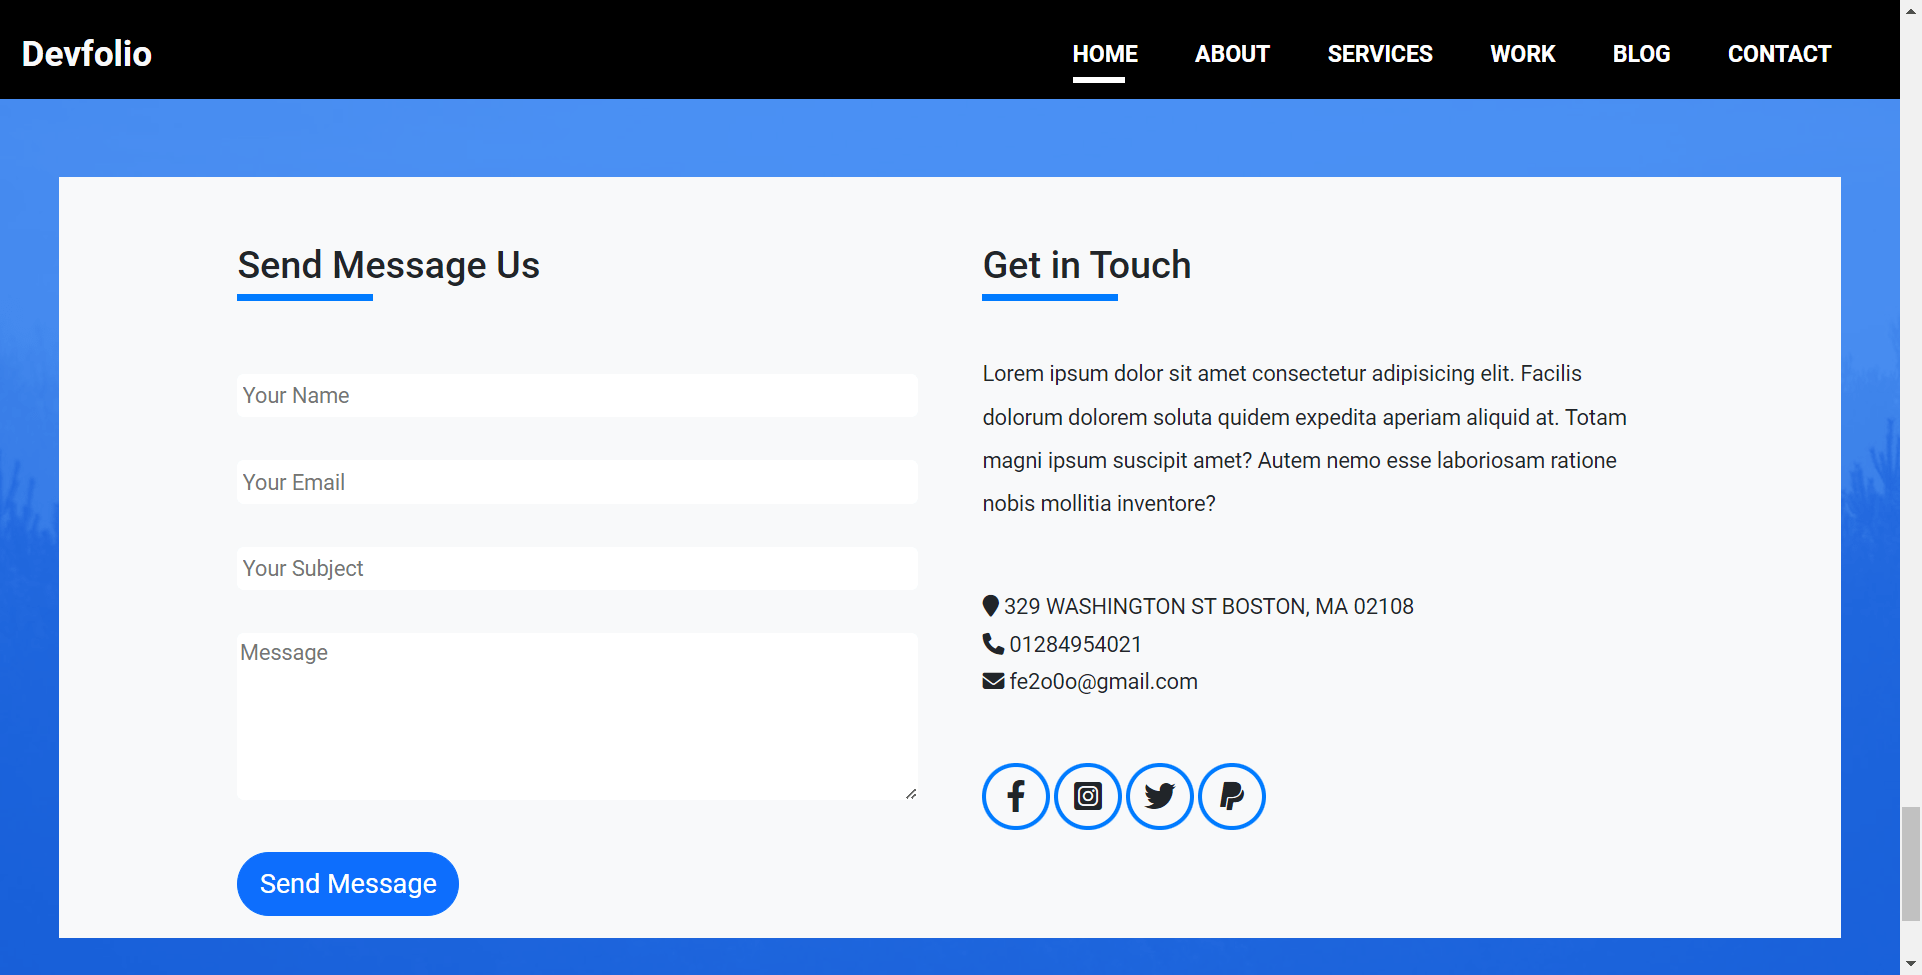 Devfolio
HOME ABOUT SERVICES WORK BLOG CONTACT
Send Message Us
Your Name
Your Email
Your Subject
Message
Send Message
Get in Touch
Lorem ipsum dolor sit amet consectetur adipisicing elit. Facilis
dolorum dolorem soluta quidem expedita aperiam aliquid at. Totam
magni ipsum suscipit amet? Autem nemo esse laboriosam ratione
nobis mollitia inventore?
329 WASHINGTON ST BOSTON, MA 02108
01284954021
fe2o0o@gmail.com